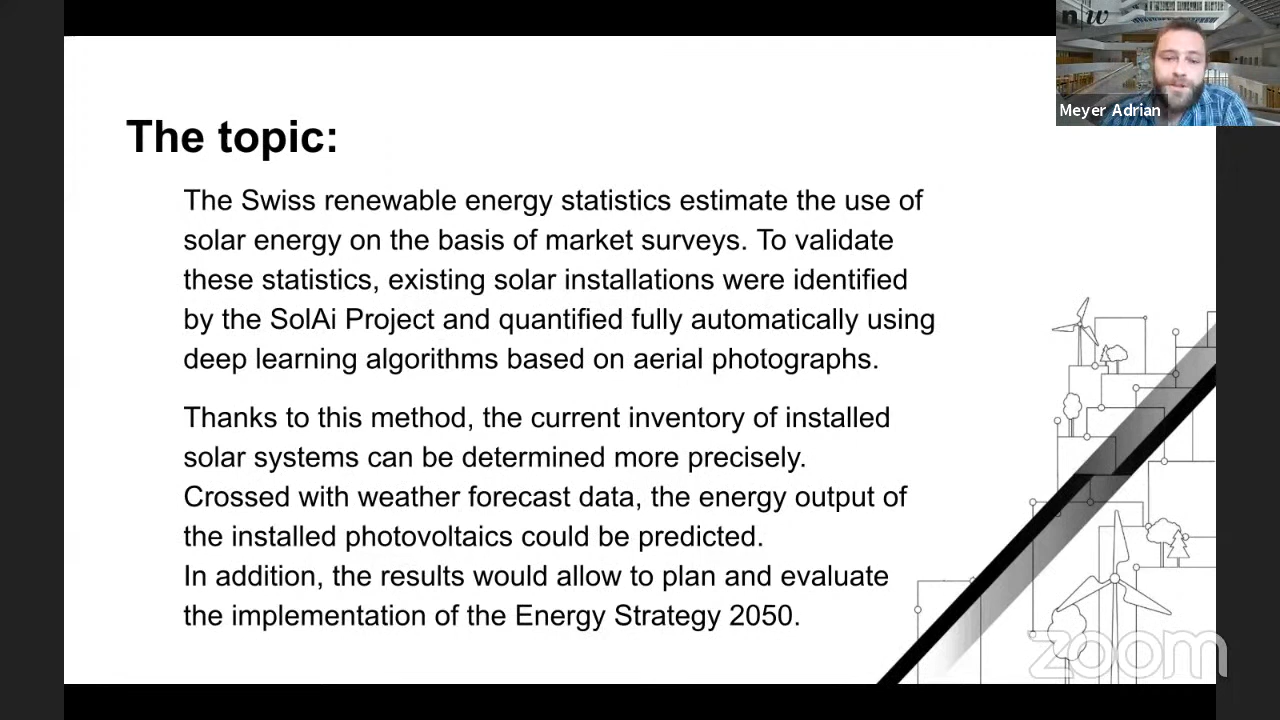 n|w
Meyer Adrian
The topic:
The Swiss renewable energy statistics estimate the use of
solar energy on the basis of market surveys. To validate
these statistics, existing solar installations were identified
by the SolAi Project and quantified fully automatically using
deep learning algorithms based on aerial photographs.
Thanks to this method, the current inventory of installed
solar systems can be determined more precisely.
Crossed with weather forecast data, the energy output of
the installed photovoltaics could be predicted.
In addition, the results would allow to plan and evaluate
the implementation of the Energy Strategy 2050.
zoom